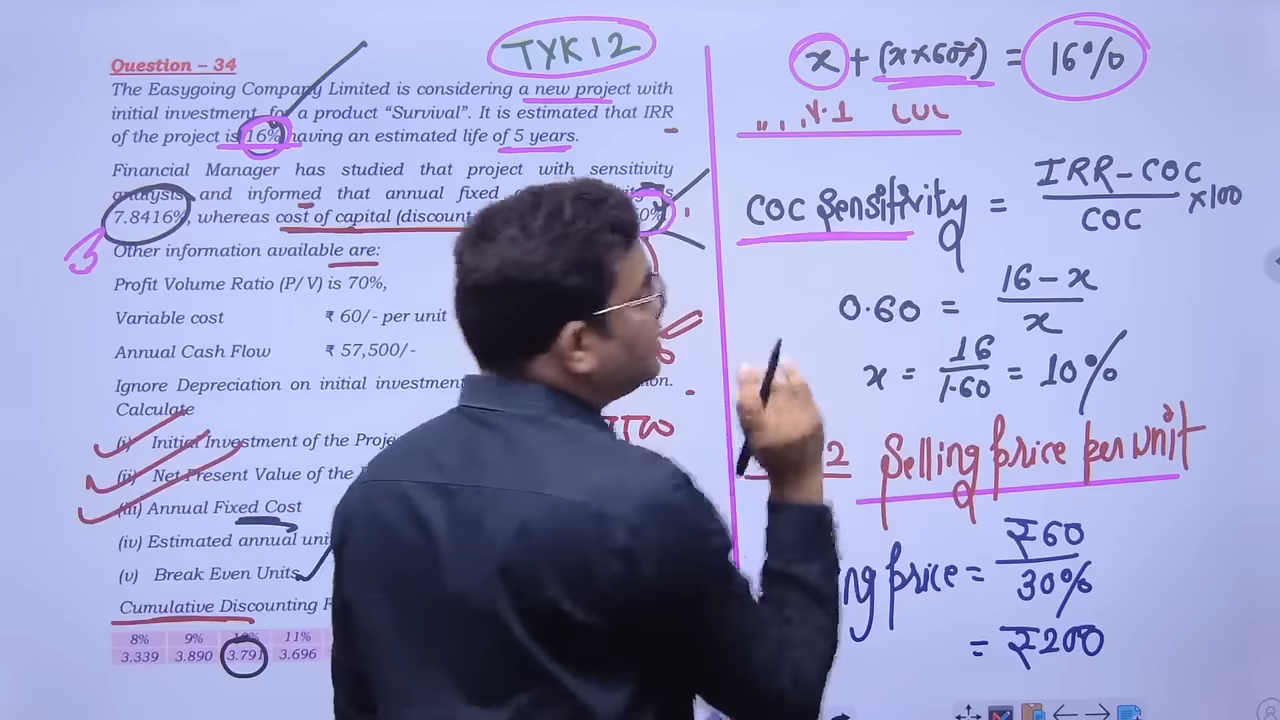 TYK12
Question – 34
The Easygoing Company Limited is considering a new project with
initial investment for a product “Survival”. It is estimated that IRR
of the project is 16% having an estimated life of 5 years.
Financial Manager has studied that project with sensitivity
analysis and informed that annual fixed
7.8416%, whereas cost of capital (discount 60%
Other information available are:
Profit Volume Ratio (P/V) is 70%,
Variable cost ₹ 60/- per unit
Annual Cash Flow ₹ 57,500/-
Ignore Depreciation on initial investment
Calculate
(i) Initial Investment of the
(ii) Net Present Value of the
(iii) Annual Fixed Cost
(iv) Estimated annual
(v) Break Even Units
Cumulative Discounting
8% 9% 10% 11%
3.339 3.890 3.791 3.696
x + (x × 60%) = 16%
COC Sensitivity = IRR – COC / COC × 100
0.60 = 16 – x / x
x = 16 / 1.60 = 10%
2 Selling price per unit
ng price = ₹60 / 30%
= ₹200